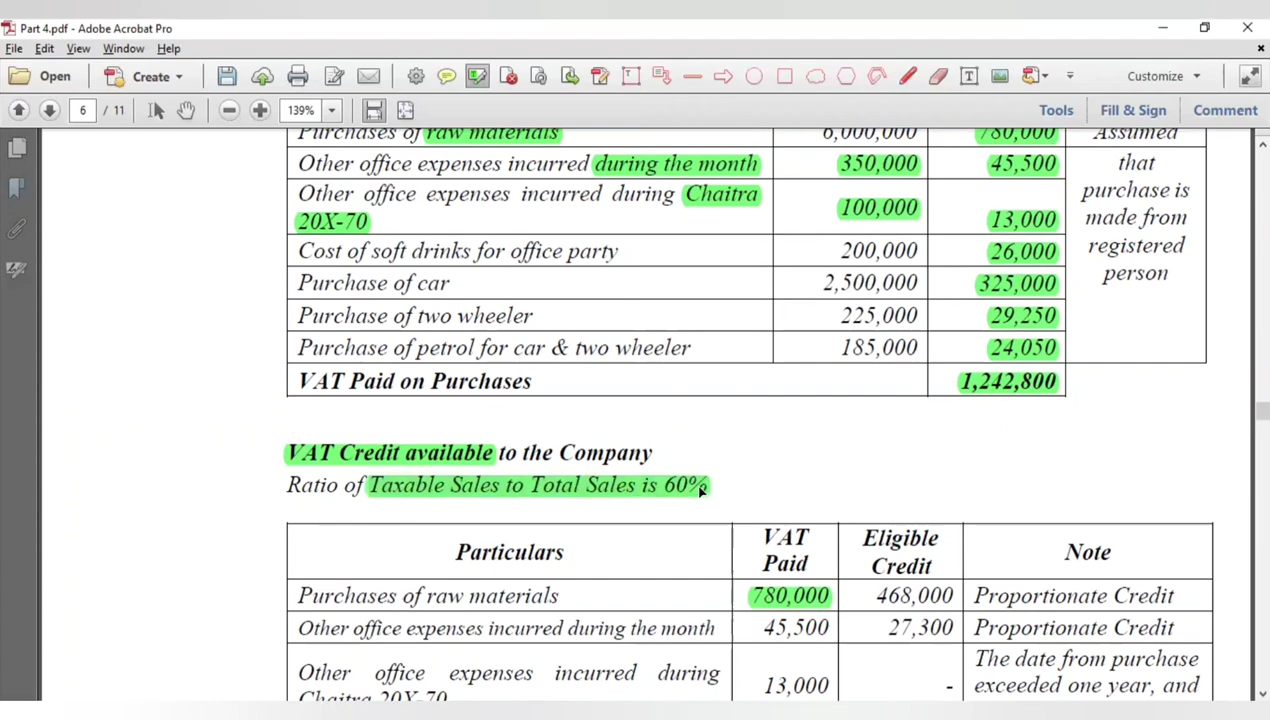 Part 4.pdf - Adobe Acrobat Pro
File Edit View Window Help
Open Create Customize
6 / 11 139% Tools Fill & Sign Comment
Purchases of raw materials 6,000,000 780,000 Assumed
Other office expenses incurred during the month 350,000 45,500 that
Other office expenses incurred during Chaitra purchase is
20X-70 100,000 13,000 made from
Cost of soft drinks for office party 200,000 26,000 registered
Purchase of car 2,500,000 325,000 person
Purchase of two wheeler 225,000 29,250
Purchase of petrol for car & two wheeler 185,000 24,050
VAT Paid on Purchases 1,242,800
VAT Credit available to the Company
Ratio of Taxable Sales to Total Sales is 60%
Particulars VAT Paid Eligible Credit Note
Purchases of raw materials 780,000 468,000 Proportionate Credit
Other office expenses incurred during the month 45,500 27,300 Proportionate Credit
Other office expenses incurred during The date from purchase
Chaitra 20X-70 13,000 - exceeded one year, and